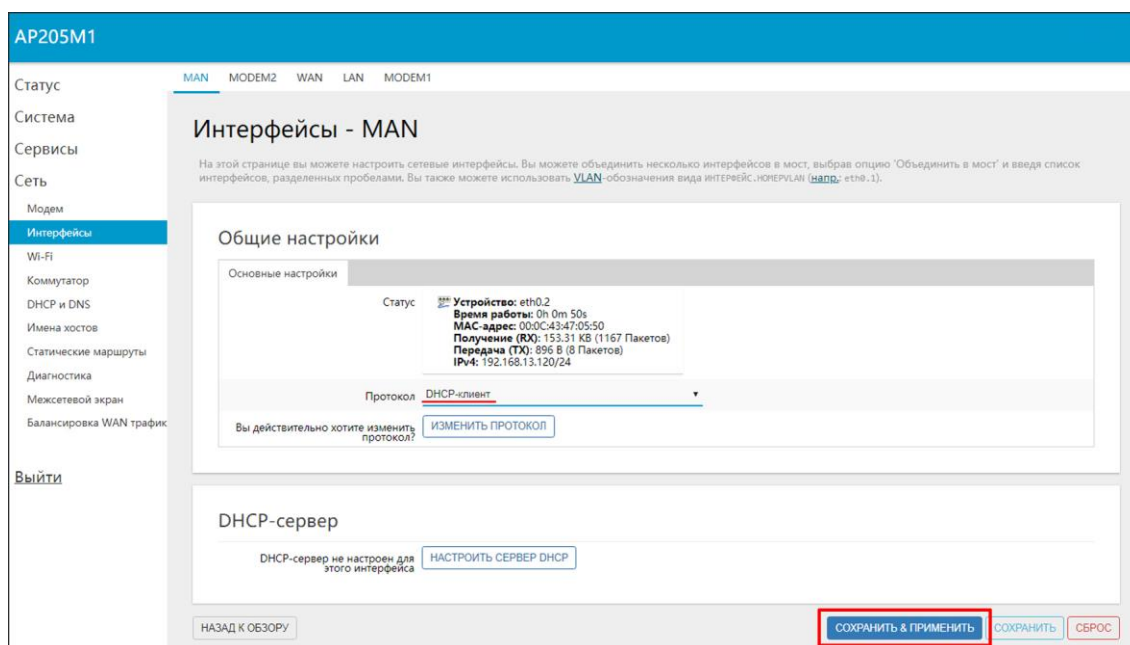 AP205M1
Статус
Система
Сервисы
Сеть
Модем
Интерфейсы
Wi-Fi
Коммутатор
DHCP и DNS
Имена хостов
Статические маршруты
Диагностика
Межсетевой экран
Балансировка WAN трафик
Выйти
MAN MODEM2 WAN LAN MODEM1
Интерфейсы - MAN
На этой странице вы можете настроить сетевые интерфейсы. Вы можете объединить несколько интерфейсов в мост, выбрав опцию 'Объединить в мост' и введя список
интерфейсов, разделенных пробелами. Вы также можете использовать VLAN-обозначения вида ИНТЕРФЕЙС.НОМЕРVLAN (напр.: eth0.1).
Общие настройки
Основные настройки
Статус
Устройство: eth0.2
Время работы: 0h 0m 50s
MAC-адрес: 00:0C:43:47:05:50
Получение (RX): 153.31 KB (1167 Пакетов)
Передача (TX): 896 B (8 Пакетов)
IPv4: 192.168.13.120/24
Протокол DHCP-клиент
Вы действительно хотите изменить
протокол?
ИЗМЕНИТЬ ПРОТОКОЛ
DHCP-сервер
DHCP-сервер не настроен для
этого интерфейса
НАСТРОИТЬ СЕРВЕР DHCP
НАЗАД К ОБЗОРУ СОХРАНИТЬ & ПРИМЕНИТЬ СОХРАНИТЬ СБРОС